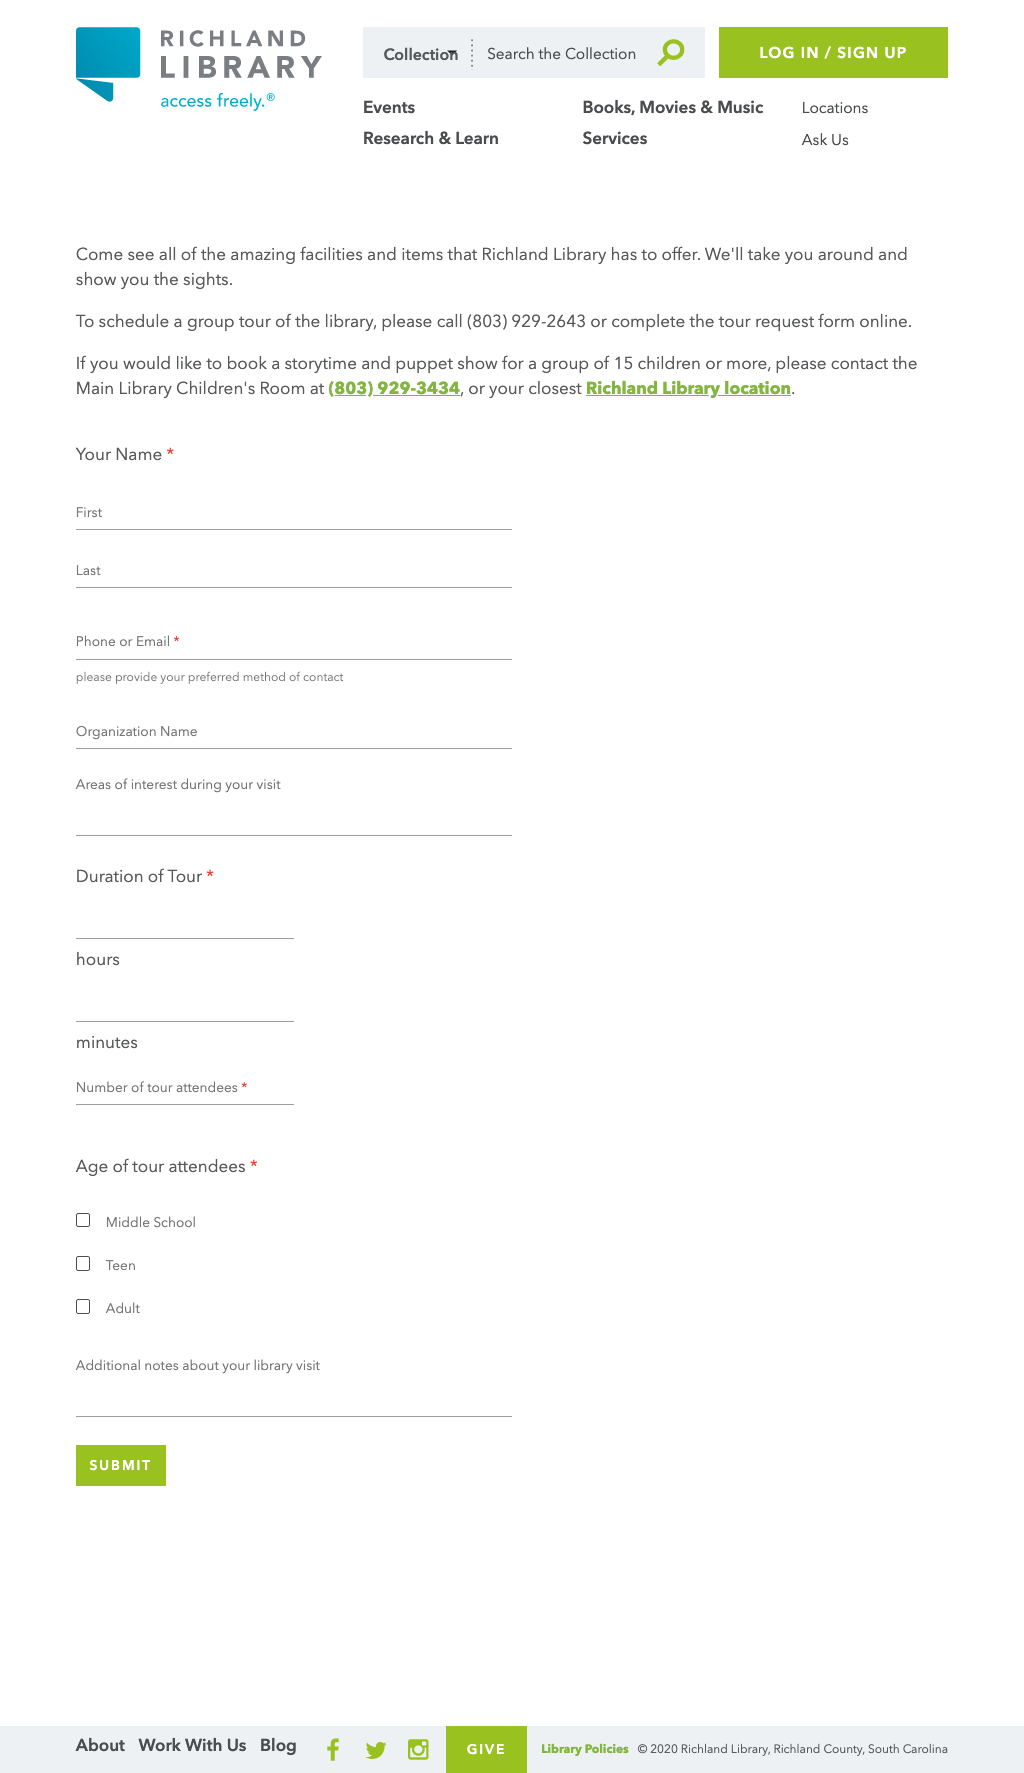 RICHLAND
LIBRARY
access freely.®
Collection
Search the Collection
LOG IN / SIGN UP
Events
Books, Movies & Music
Locations
Research & Learn
Services
Ask Us
Come see all of the amazing facilities and items that Richland Library has to offer. We'll take you around and
show you the sights.
To schedule a group tour of the library, please call (803) 929-2643 or complete the tour request form online.
If you would like to book a storytime and puppet show for a group of 15 children or more, please contact the
Main Library Children's Room at (803) 929-3434, or your closest Richland Library location.
Your Name *
First
Last
Phone or Email *
please provide your preferred method of contact
Organization Name
Areas of interest during your visit
Duration of Tour *
hours
minutes
Number of tour attendees *
Age of tour attendees *
Middle School
Teen
Adult
Additional notes about your library visit
SUBMIT
About Work With Us Blog
GIVE
Library Policies © 2020 Richland Library, Richland County, South Carolina